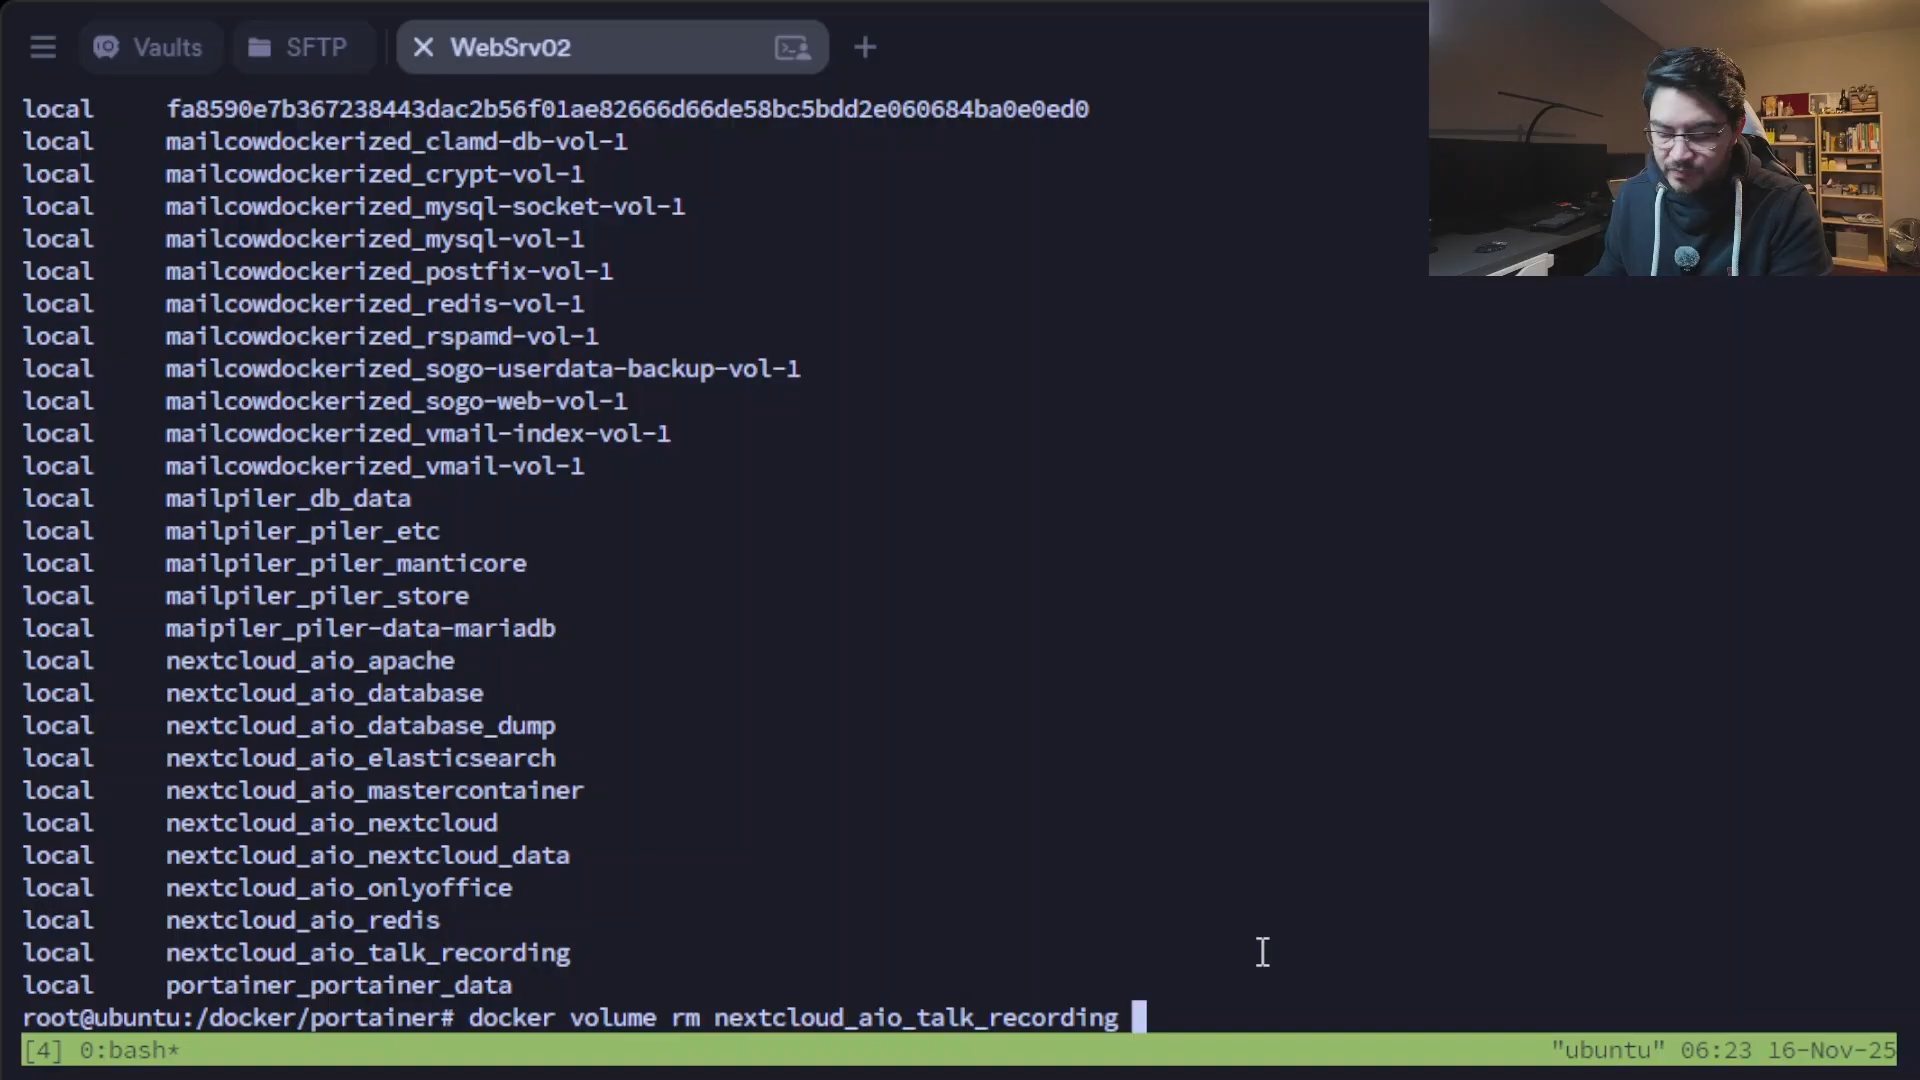 Vaults SFTP WebSrv02
local fa8590e7b367238443dac2b56f01ae82666d66de58bc5bdd2e060684ba0e0ed0
local mailcowdockerized_clamd-db-vol-1
local mailcowdockerized_crypt-vol-1
local mailcowdockerized_mysql-socket-vol-1
local mailcowdockerized_mysql-vol-1
local mailcowdockerized_postfix-vol-1
local mailcowdockerized_redis-vol-1
local mailcowdockerized_rspamd-vol-1
local mailcowdockerized_sogo-userdata-backup-vol-1
local mailcowdockerized_sogo-web-vol-1
local mailcowdockerized_vmail-index-vol-1
local mailcowdockerized_vmail-vol-1
local mailpiler_db_data
local mailpiler_piler_etc
local mailpiler_piler_manticore
local mailpiler_piler_store
local maipiler_piler-data-mariadb
local nextcloud_aio_apache
local nextcloud_aio_database
local nextcloud_aio_database_dump
local nextcloud_aio_elasticsearch
local nextcloud_aio_mastercontainer
local nextcloud_aio_nextcloud
local nextcloud_aio_nextcloud_data
local nextcloud_aio_onlyoffice
local nextcloud_aio_redis
local nextcloud_aio_talk_recording
local portainer_portainer_data
root@ubuntu:/docker/portainer# docker volume rm nextcloud_aio_talk_recording
[4] 0:bash* "ubuntu" 06:23 16-Nov-25